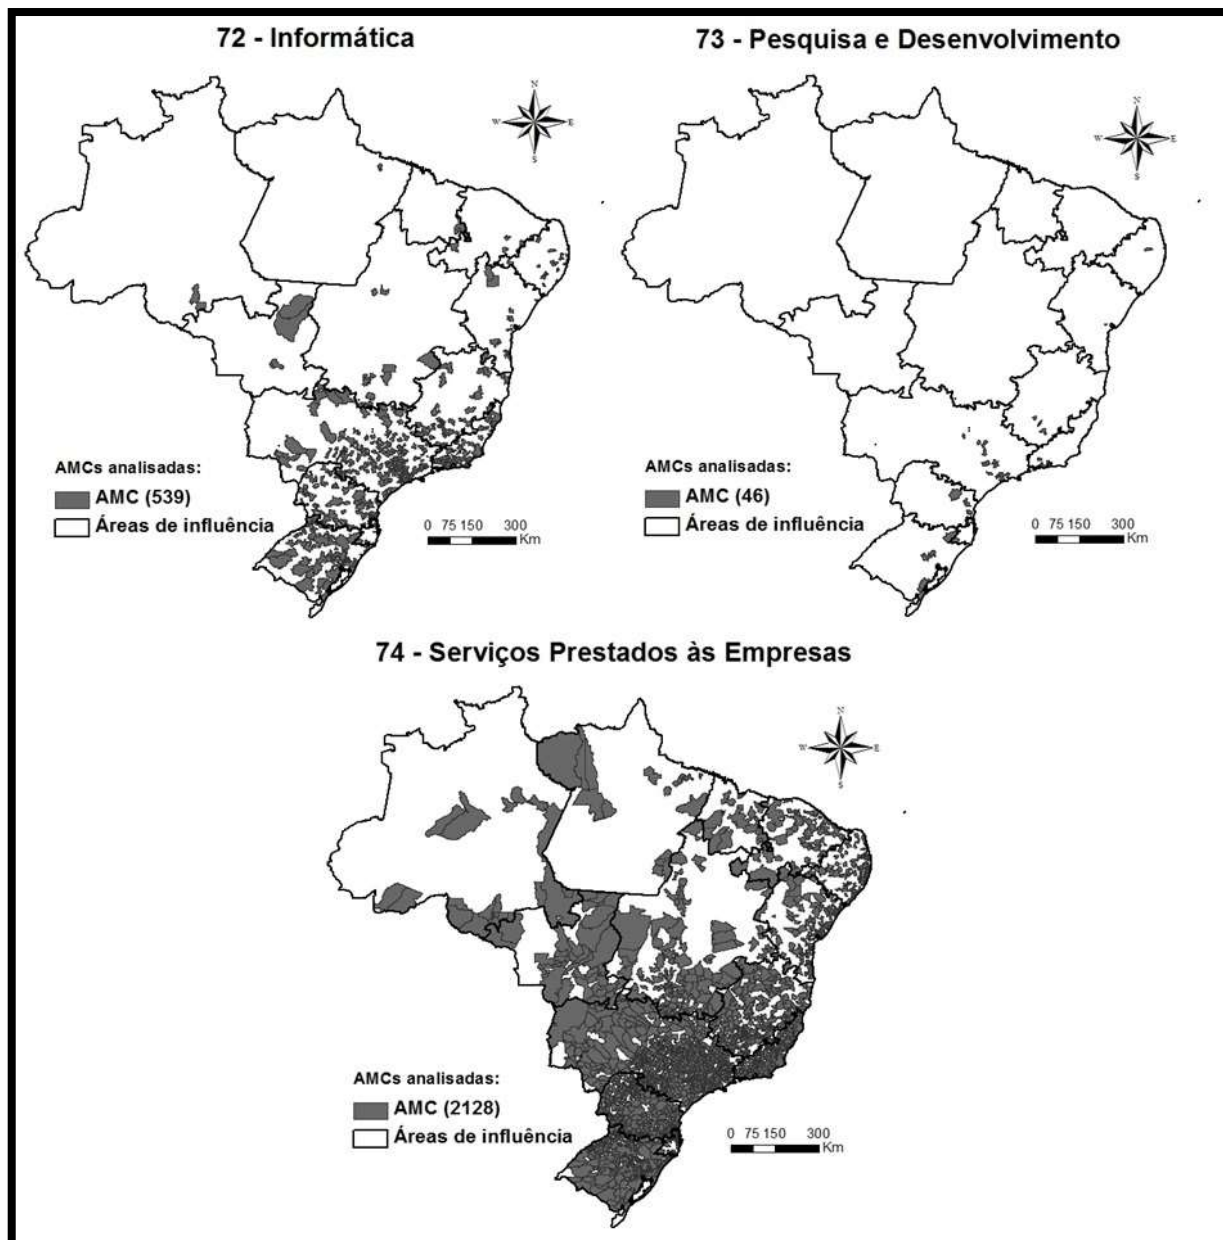 72 - Informática
N
W
E
S
AMCs analisadas:
AMC (539)
Áreas de influência
0 75 150 300
Km
73 - Pesquisa e Desenvolvimento
N
W
E
S
AMCs analisadas:
AMC (46)
Áreas de influência
0 75 150 300
Km
74 - Serviços Prestados às Empresas
N
W
E
S
AMCs analisadas:
AMC (2128)
Áreas de influência
0 75 150 300
Km